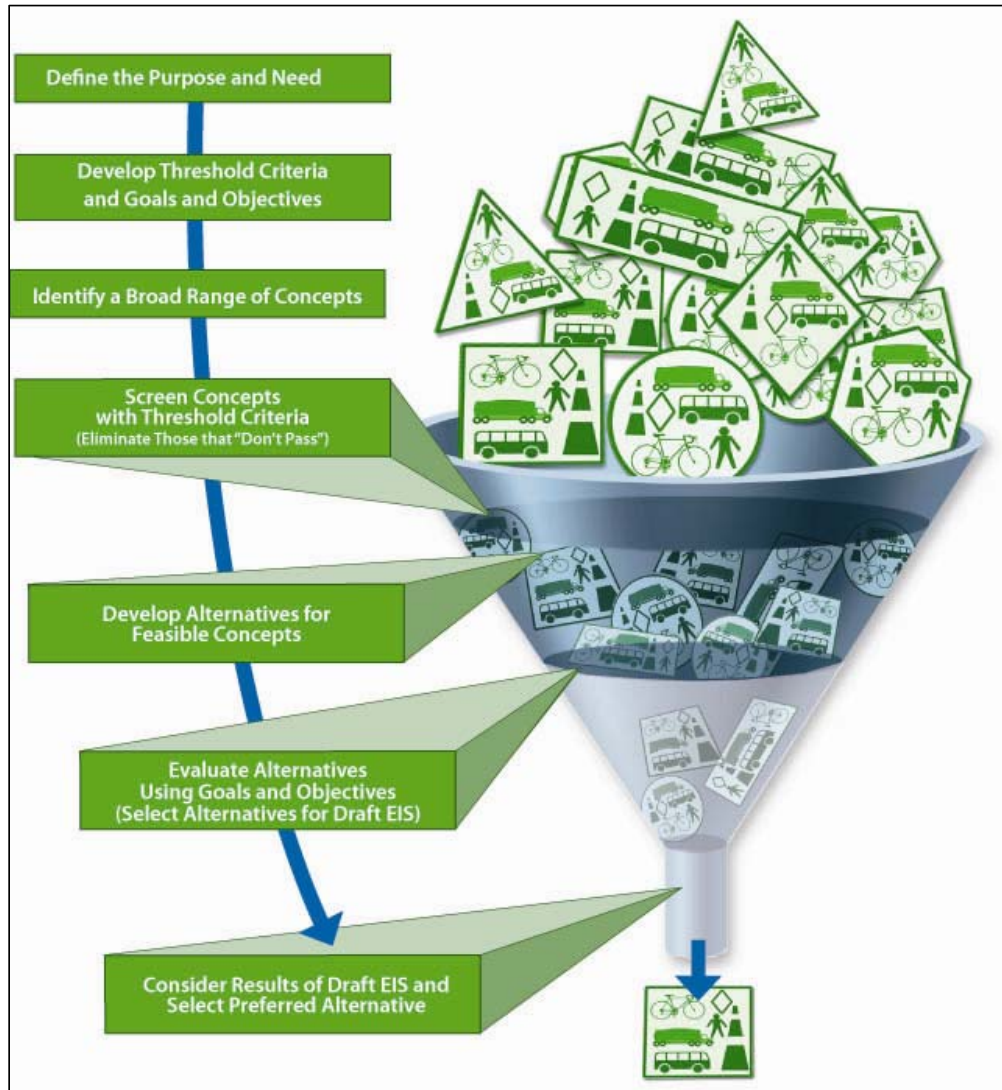 Define the Purpose and Need
Develop Threshold Criteria
and Goals and Objectives
Identify a Broad Range of Concepts
Screen Concepts
with Threshold Criteria
(Eliminate Those that "Don't Pass")
Develop Alternatives for
Feasible Concepts
Evaluate Alternatives
Using Goals and Objectives
(Select Alternatives for Draft EIS)
Consider Results of Draft EIS and
Select Preferred Alternative